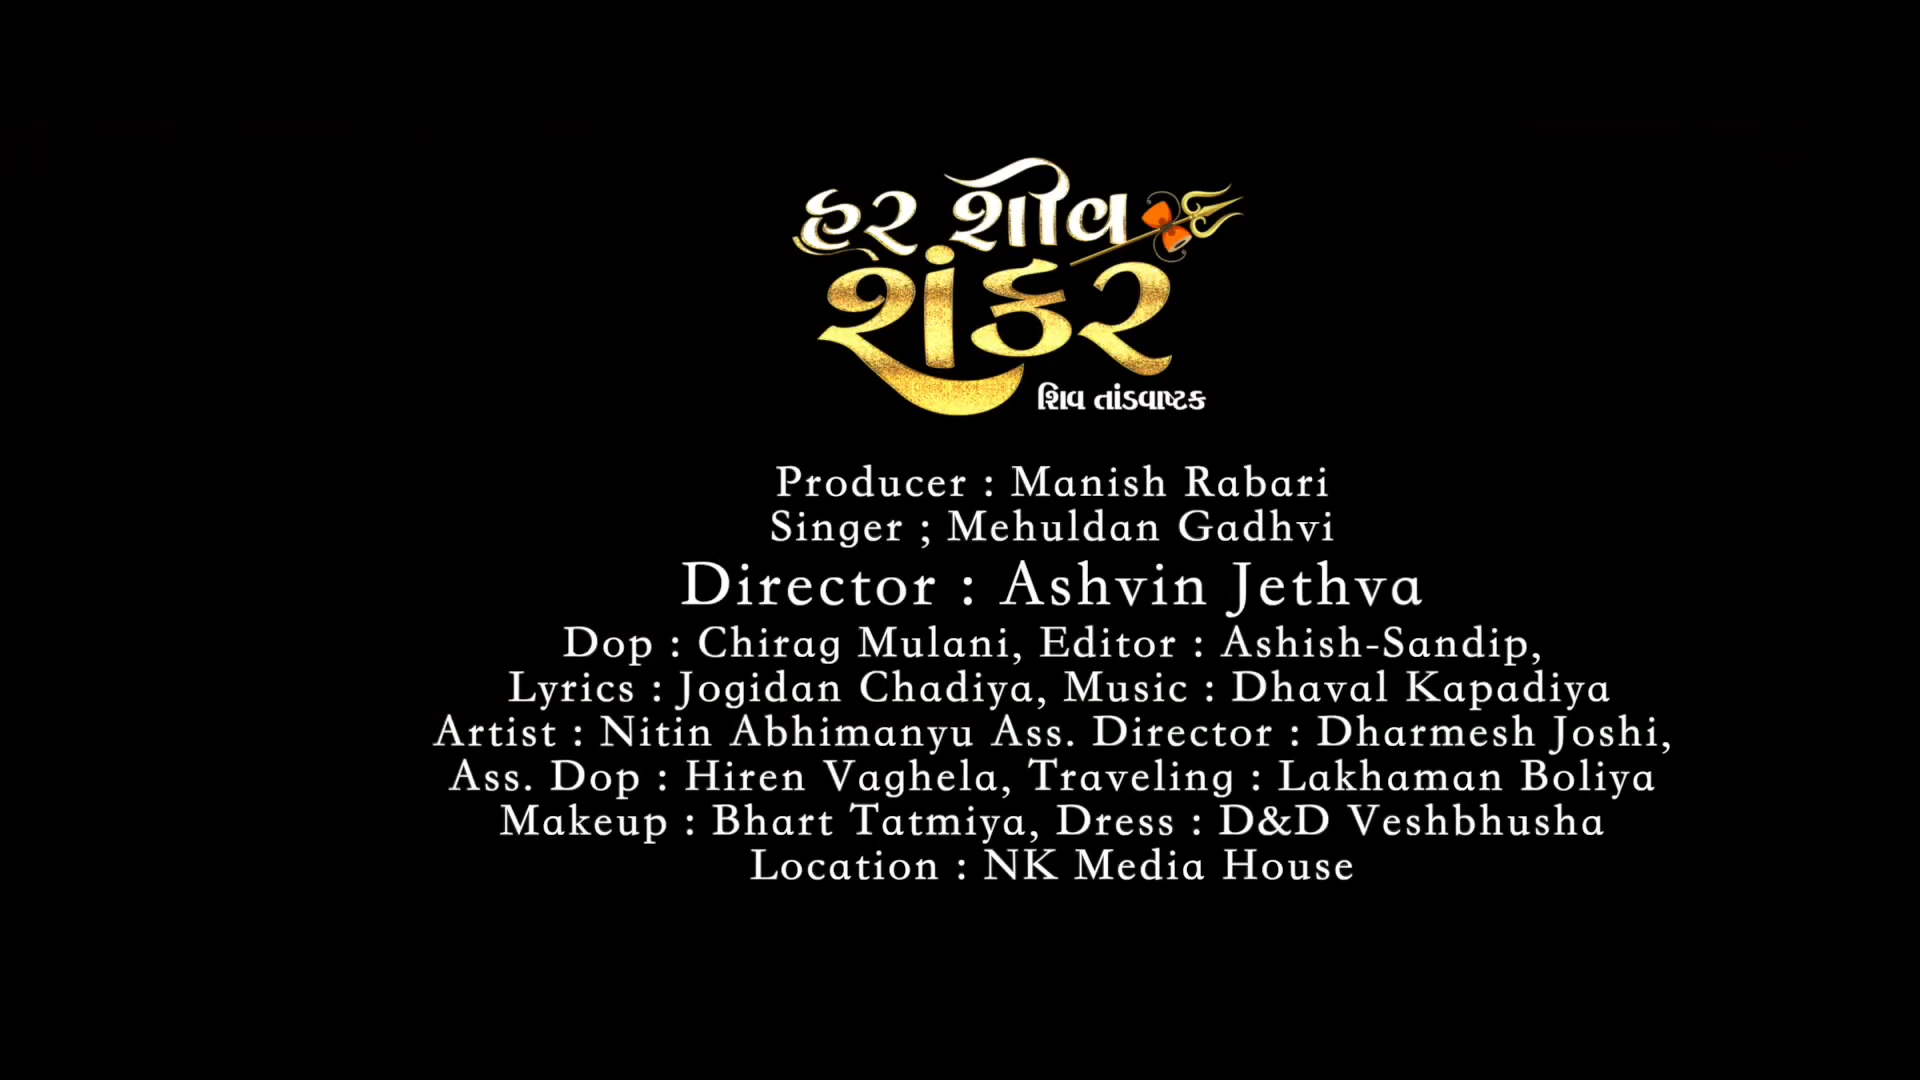 હર શીવ
શંકર
શિવ તાંડવાષ્ટક
Producer : Manish Rabari
Singer ; Mehuldan Gadhvi
Director : Ashvin Jethva
Dop : Chirag Mulani, Editor : Ashish-Sandip,
Lyrics : Jogidan Chadiya, Music : Dhaval Kapadiya
Artist : Nitin Abhimanyu Ass. Director : Dharmesh Joshi,
Ass. Dop : Hiren Vaghela, Traveling : Lakhaman Boliya
Makeup : Bhart Tatmiya, Dress : D&D Veshbhusha
Location : NK Media House